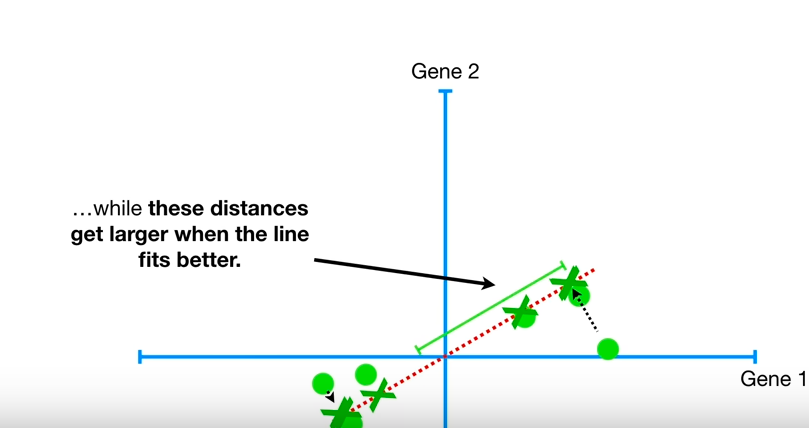 Gene 2
…while these distances
get larger when the line
fits better.
Gene 1